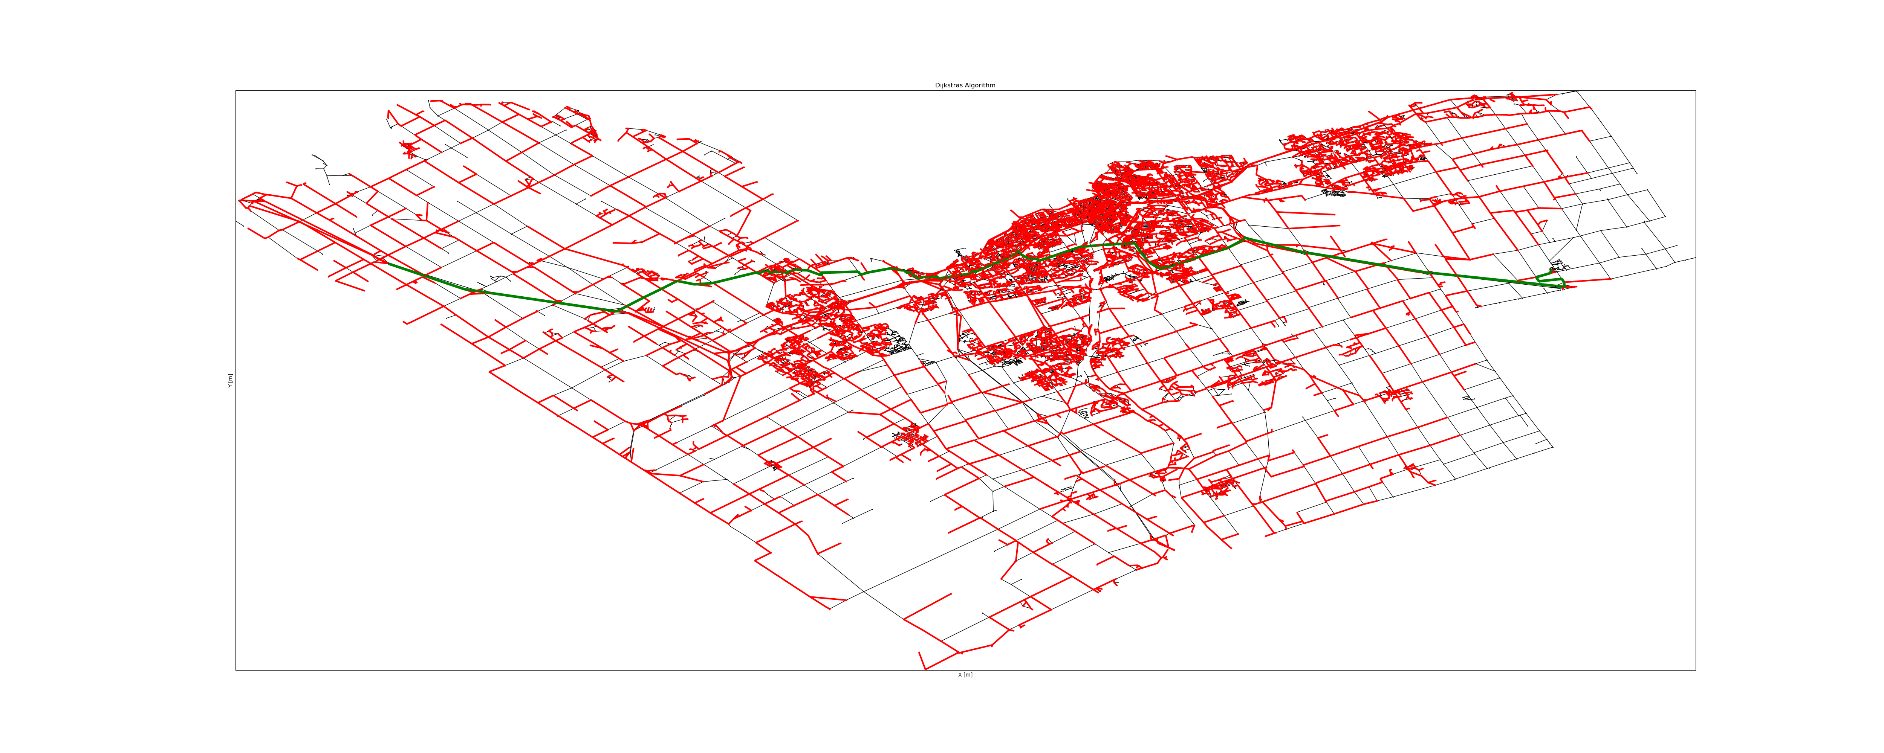 Dijkstras Algorithm
Y [m]
X [m]